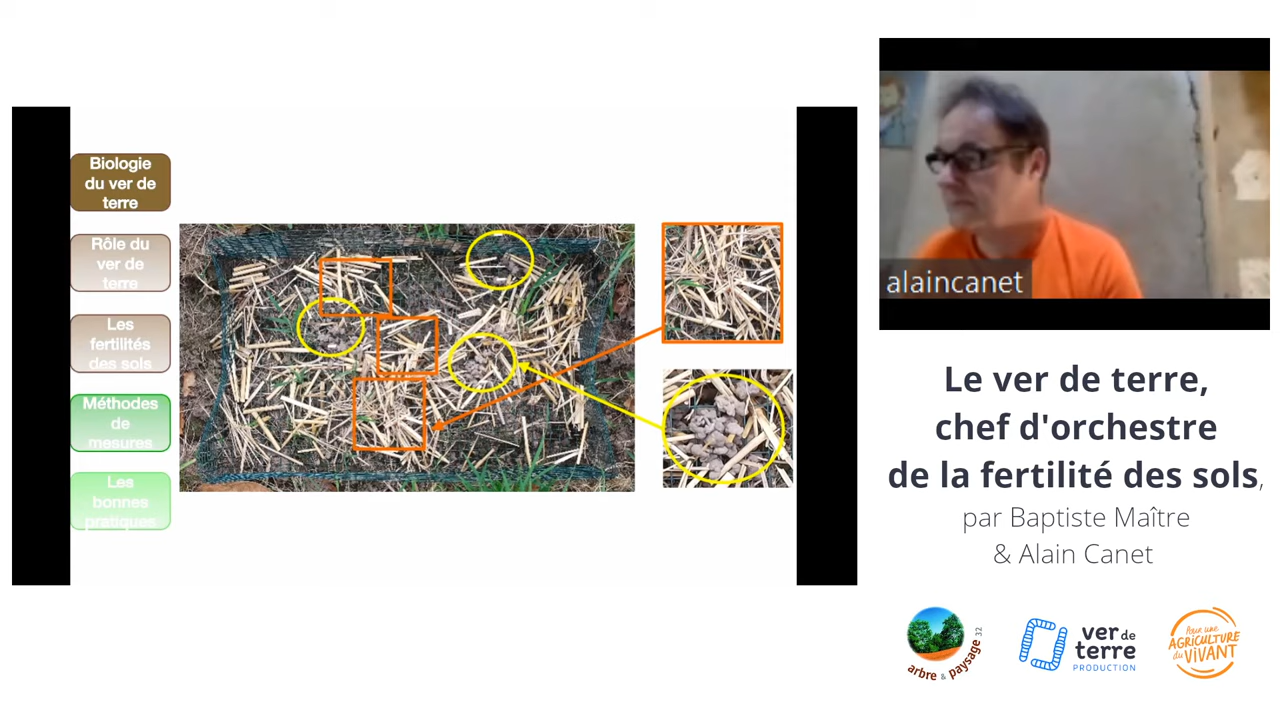 Biologie
du ver de
terre
Rôle du
ver de
terre
Les
fertilités
des sols
Méthodes
de
mesures
Les
bonnes
pratiques
alaincanet
Le ver de terre,
chef d'orchestre
de la fertilité des sols,
par Baptiste Maître
& Alain Canet
arbre & paysage 32
ver de
terre
PRODUCTION
Pour une
AGRICULTURE
du ViVANT